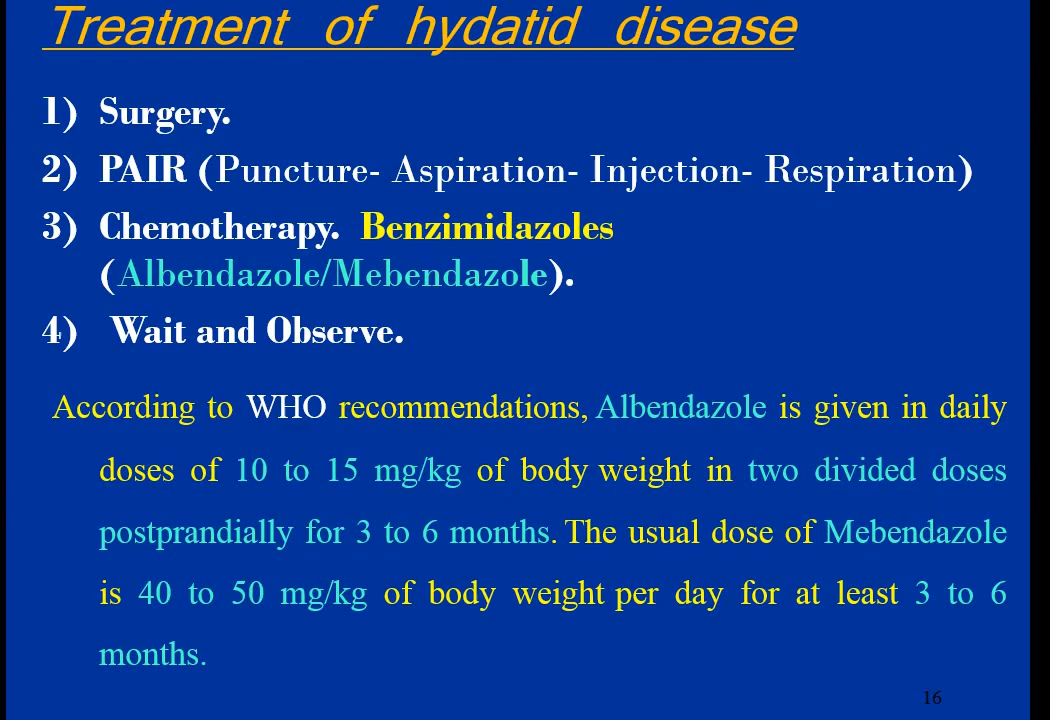 Treatment of hydatid disease
1) Surgery.
2) PAIR (Puncture- Aspiration- Injection- Respiration)
3) Chemotherapy. Benzimidazoles
(Albendazole/Mebendazole).
4) Wait and Observe.
According to WHO recommendations, Albendazole is given in daily
doses of 10 to 15 mg/kg of body weight in two divided doses
postprandially for 3 to 6 months. The usual dose of Mebendazole
is 40 to 50 mg/kg of body weight per day for at least 3 to 6
months.
16